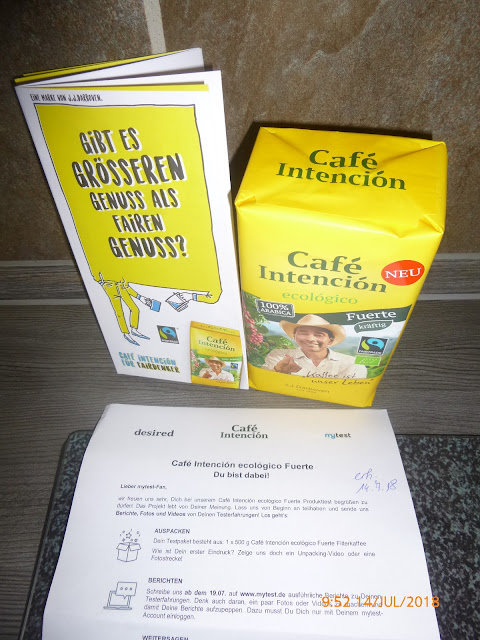 EINE MARKE VON J.J.DARBOVEN.
GiBT ES
GRÖSSEREN
GENUSS ALS
FAiREN
GENUSS?
CAFÉ INTENCIÓN
FÜR FAIRDENKER
FAIRTRADE
Café
Intención
Café
Intención
Café
Intención
ecológico
NEU
100%
ARABICA
Fuerte
kräftig
FAIRTRADE
Kaffee ist
unser Leben
J.J.Darboven
desired
Café
Intención
mytest
Café Intención ecológico Fuerte
Du bist dabei!
erh.
14.7.18
Lieber mytest-Fan,
wir freuen uns sehr, Dich bei unserem Café Intención ecológico Fuerte Produkttest begrüßen zu
dürfen! Das Projekt lebt von Deiner Meinung: Lass uns von Beginn an teilhaben und sende uns
Berichte, Fotos und Videos von Deinen Testerfahrungen! Los geht's:
AUSPACKEN
Dein Testpaket besteht aus: 1 x 500 g Café Intención ecológico Fuerte Filterkaffee
Wie ist Dein erster Eindruck? Zeige uns doch ein Unpacking-Video oder eine
Fotostrecke!
BERICHTEN
Schreibe uns ab dem 19.07. auf www.mytest.de ausführliche Berichte zu Deinen
Testerfahrungen. Denk auch daran, ein paar Fotos oder Videos
damit Deine Berichte aufzupeppen. Dazu musst Du Dich nur mit Deinem mytest-
Account einloggen.
WEITERSAGEN
9:52 14/JUL/2018